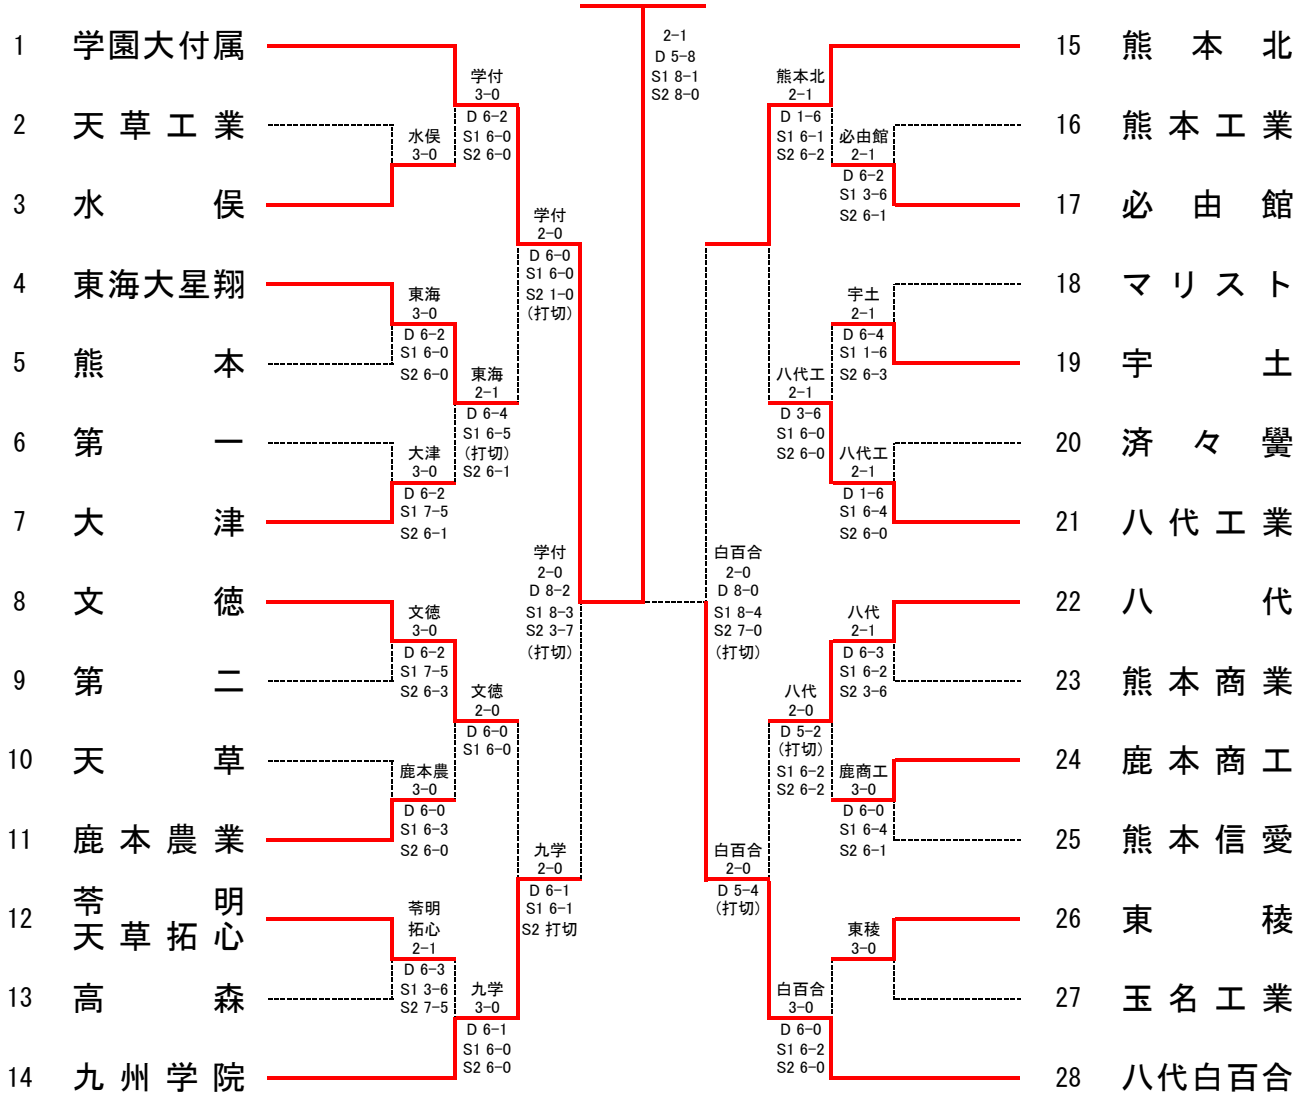 2-1
D 5-8
S1 8-1
S2 8-0
1 学園大付属
2 天草工業
3 水俣
4 東海大星翔
5 熊本
6 第一
7 大津
8 文徳
9 第二
10 天草
11 鹿本農業
12 苓明
天草拓心
13 高森
14 九州学院
学付
3-0
D 6-2
S1 6-0
S2 6-0
水俣
3-0
学付
2-0
D 6-0
S1 6-0
S2 1-0
(打切)
東海
3-0
D 6-2
S1 6-0
S2 6-0
東海
2-1
D 6-4
S1 6-5
(打切)
S2 6-1
大津
3-0
D 6-2
S1 7-5
S2 6-1
学付
2-0
D 8-2
S1 8-3
S2 3-7
(打切)
文徳
3-0
D 6-2
S1 7-5
S2 6-3
文徳
2-0
D 6-0
S1 6-0
鹿本農
3-0
D 6-0
S1 6-3
S2 6-0
九学
2-0
D 6-1
S1 6-1
S2 打切
苓明
拓心
2-1
D 6-3
S1 3-6
S2 7-5
九学
3-0
D 6-1
S1 6-0
S2 6-0
熊本北
2-1
D 1-6
S1 6-1
S2 6-2
必由館
2-1
D 6-2
S1 3-6
S2 6-1
宇土
2-1
D 6-4
S1 1-6
S2 6-3
八代工
2-1
D 3-6
S1 6-0
S2 6-0
八代工
2-1
D 1-6
S1 6-4
S2 6-0
白百合
2-0
D 8-0
S1 8-4
S2 7-0
(打切)
八代
2-1
D 6-3
S1 6-2
S2 3-6
八代
2-0
D 5-2
(打切)
S1 6-2
S2 6-2
鹿商工
3-0
D 6-0
S1 6-4
S2 6-1
白百合
2-0
D 5-4
(打切)
東稜
3-0
白百合
3-0
D 6-0
S1 6-2
S2 6-0
15 熊本北
16 熊本工業
17 必由館
18 マリスト
19 宇土
20 済々黌
21 八代工業
22 八代
23 熊本商業
24 鹿本商工
25 熊本信愛
26 東稜
27 玉名工業
28 八代白百合